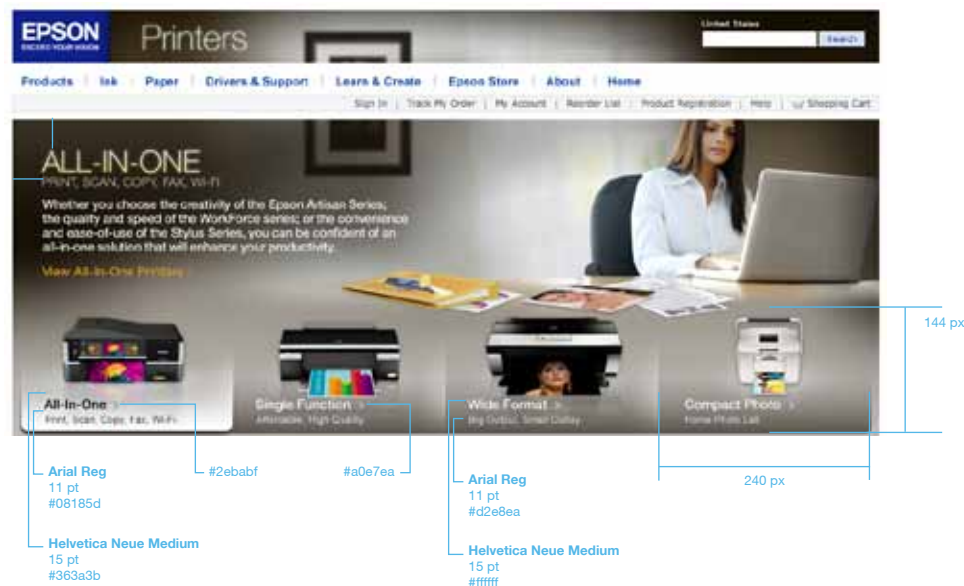 EPSON
EXCEED YOUR VISION
Printers
United States
Search
Products | Ink | Paper | Drivers & Support | Learn & Create | Epson Store | About | Home
Sign In | Track My Order | My Account | Reorder List | Product Registration | Help | Shopping Cart
ALL-IN-ONE
PRINT, SCAN, COPY, FAX, WI-FI
Whether you choose the creativity of the Epson Artisan Series;
the quality and speed of the WorkForce series; or the convenience
and ease-of-use of the Stylus Series, you can be confident of an
all-in-one solution that will enhance your productivity.
View All-In-One Printers
144 px
All-In-One >
Print, Scan, Copy, Fax, Wi-Fi
Single Function >
Affordable, High Quality
Wide Format >
Big Output, Small
Compact Photo >
Home Photo Lab
Arial Reg
11 pt
#08185d
#2ebabf
#a0e7ea
Arial Reg
11 pt
#d2e8ea
240 px
Helvetica Neue Medium
15 pt
#363a3b
Helvetica Neue Medium
15 pt
#ffffff